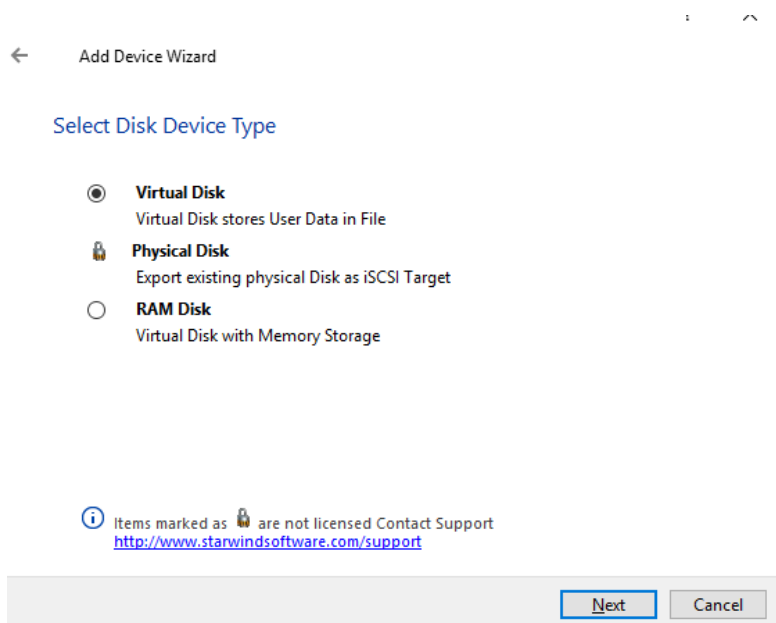 Add Device Wizard
Select Disk Device Type
Virtual Disk
Virtual Disk stores User Data in File
Physical Disk
Export existing physical Disk as iSCSI Target
RAM Disk
Virtual Disk with Memory Storage
Items marked as are not licensed Contact Support
http://www.starwindsoftware.com/support
Next Cancel